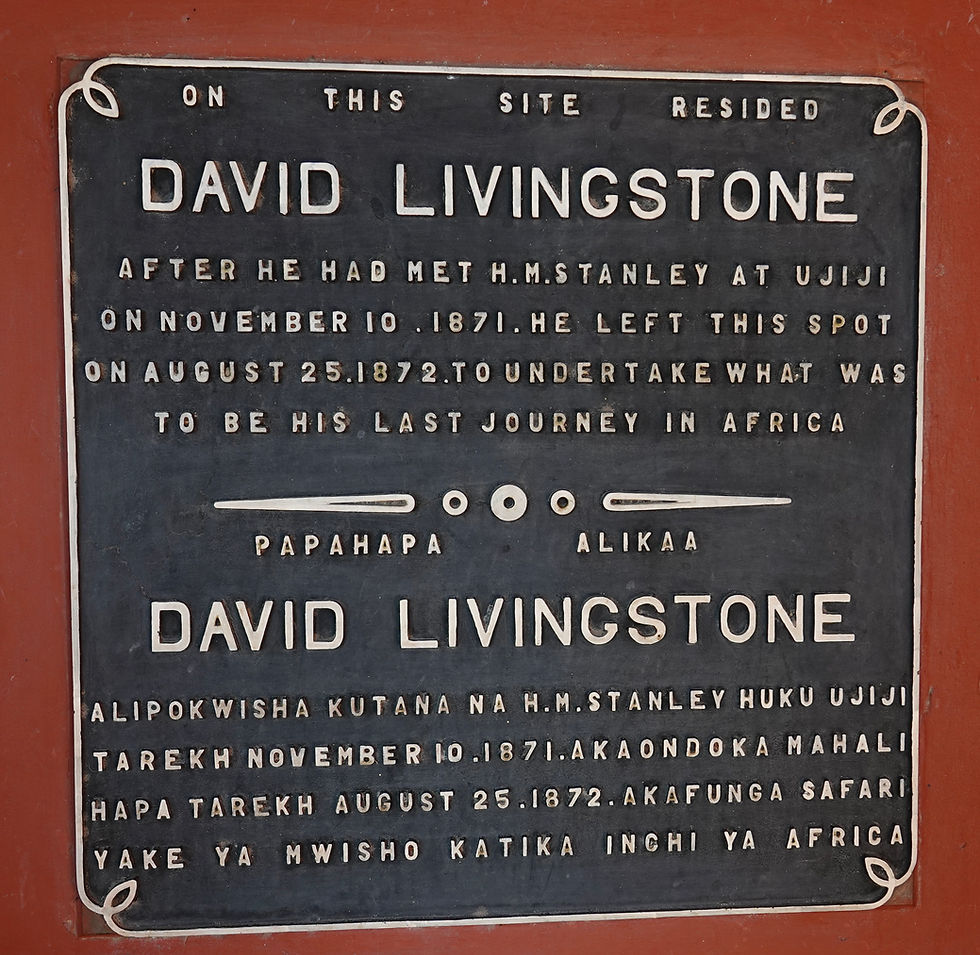 ON THIS SITE RESIDED
DAVID LIVINGSTONE
AFTER HE HAD MET H.M.STANLEY AT UJIJI
ON NOVEMBER 10 .1871.HE LEFT THIS SPOT
ON AUGUST 25.1872.TO UNDERTAKE WHAT WAS
TO BE HIS LAST JOURNEY IN AFRICA
PAPAHAPA ALIKAA
DAVID LIVINGSTONE
ALIPOKWISHA KUTANA NA H.M.STANLEY HUKU UJIJI
TAREKH NOVEMBER 10.1871.AKAONDOKA MAHALI
HAPA TAREKH AUGUST 25.1872.AKAFUNGA SAFARI
YAKE YA MWISHO KATIKA INCHI YA AFRICA